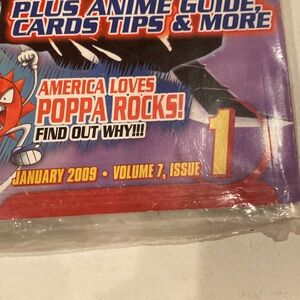 PLUS ANIME GUIDE,
CARDS TIPS & MORE
AMERICA LOVES
POPPA ROCKS!
FIND OUT WHY!!!
JANUARY 2009 • VOLUME 7, ISSUE 1